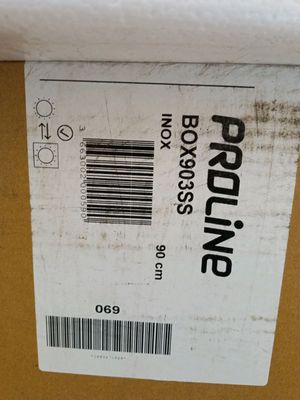 PROLINE
BOX903SS
INOX
90 cm
069